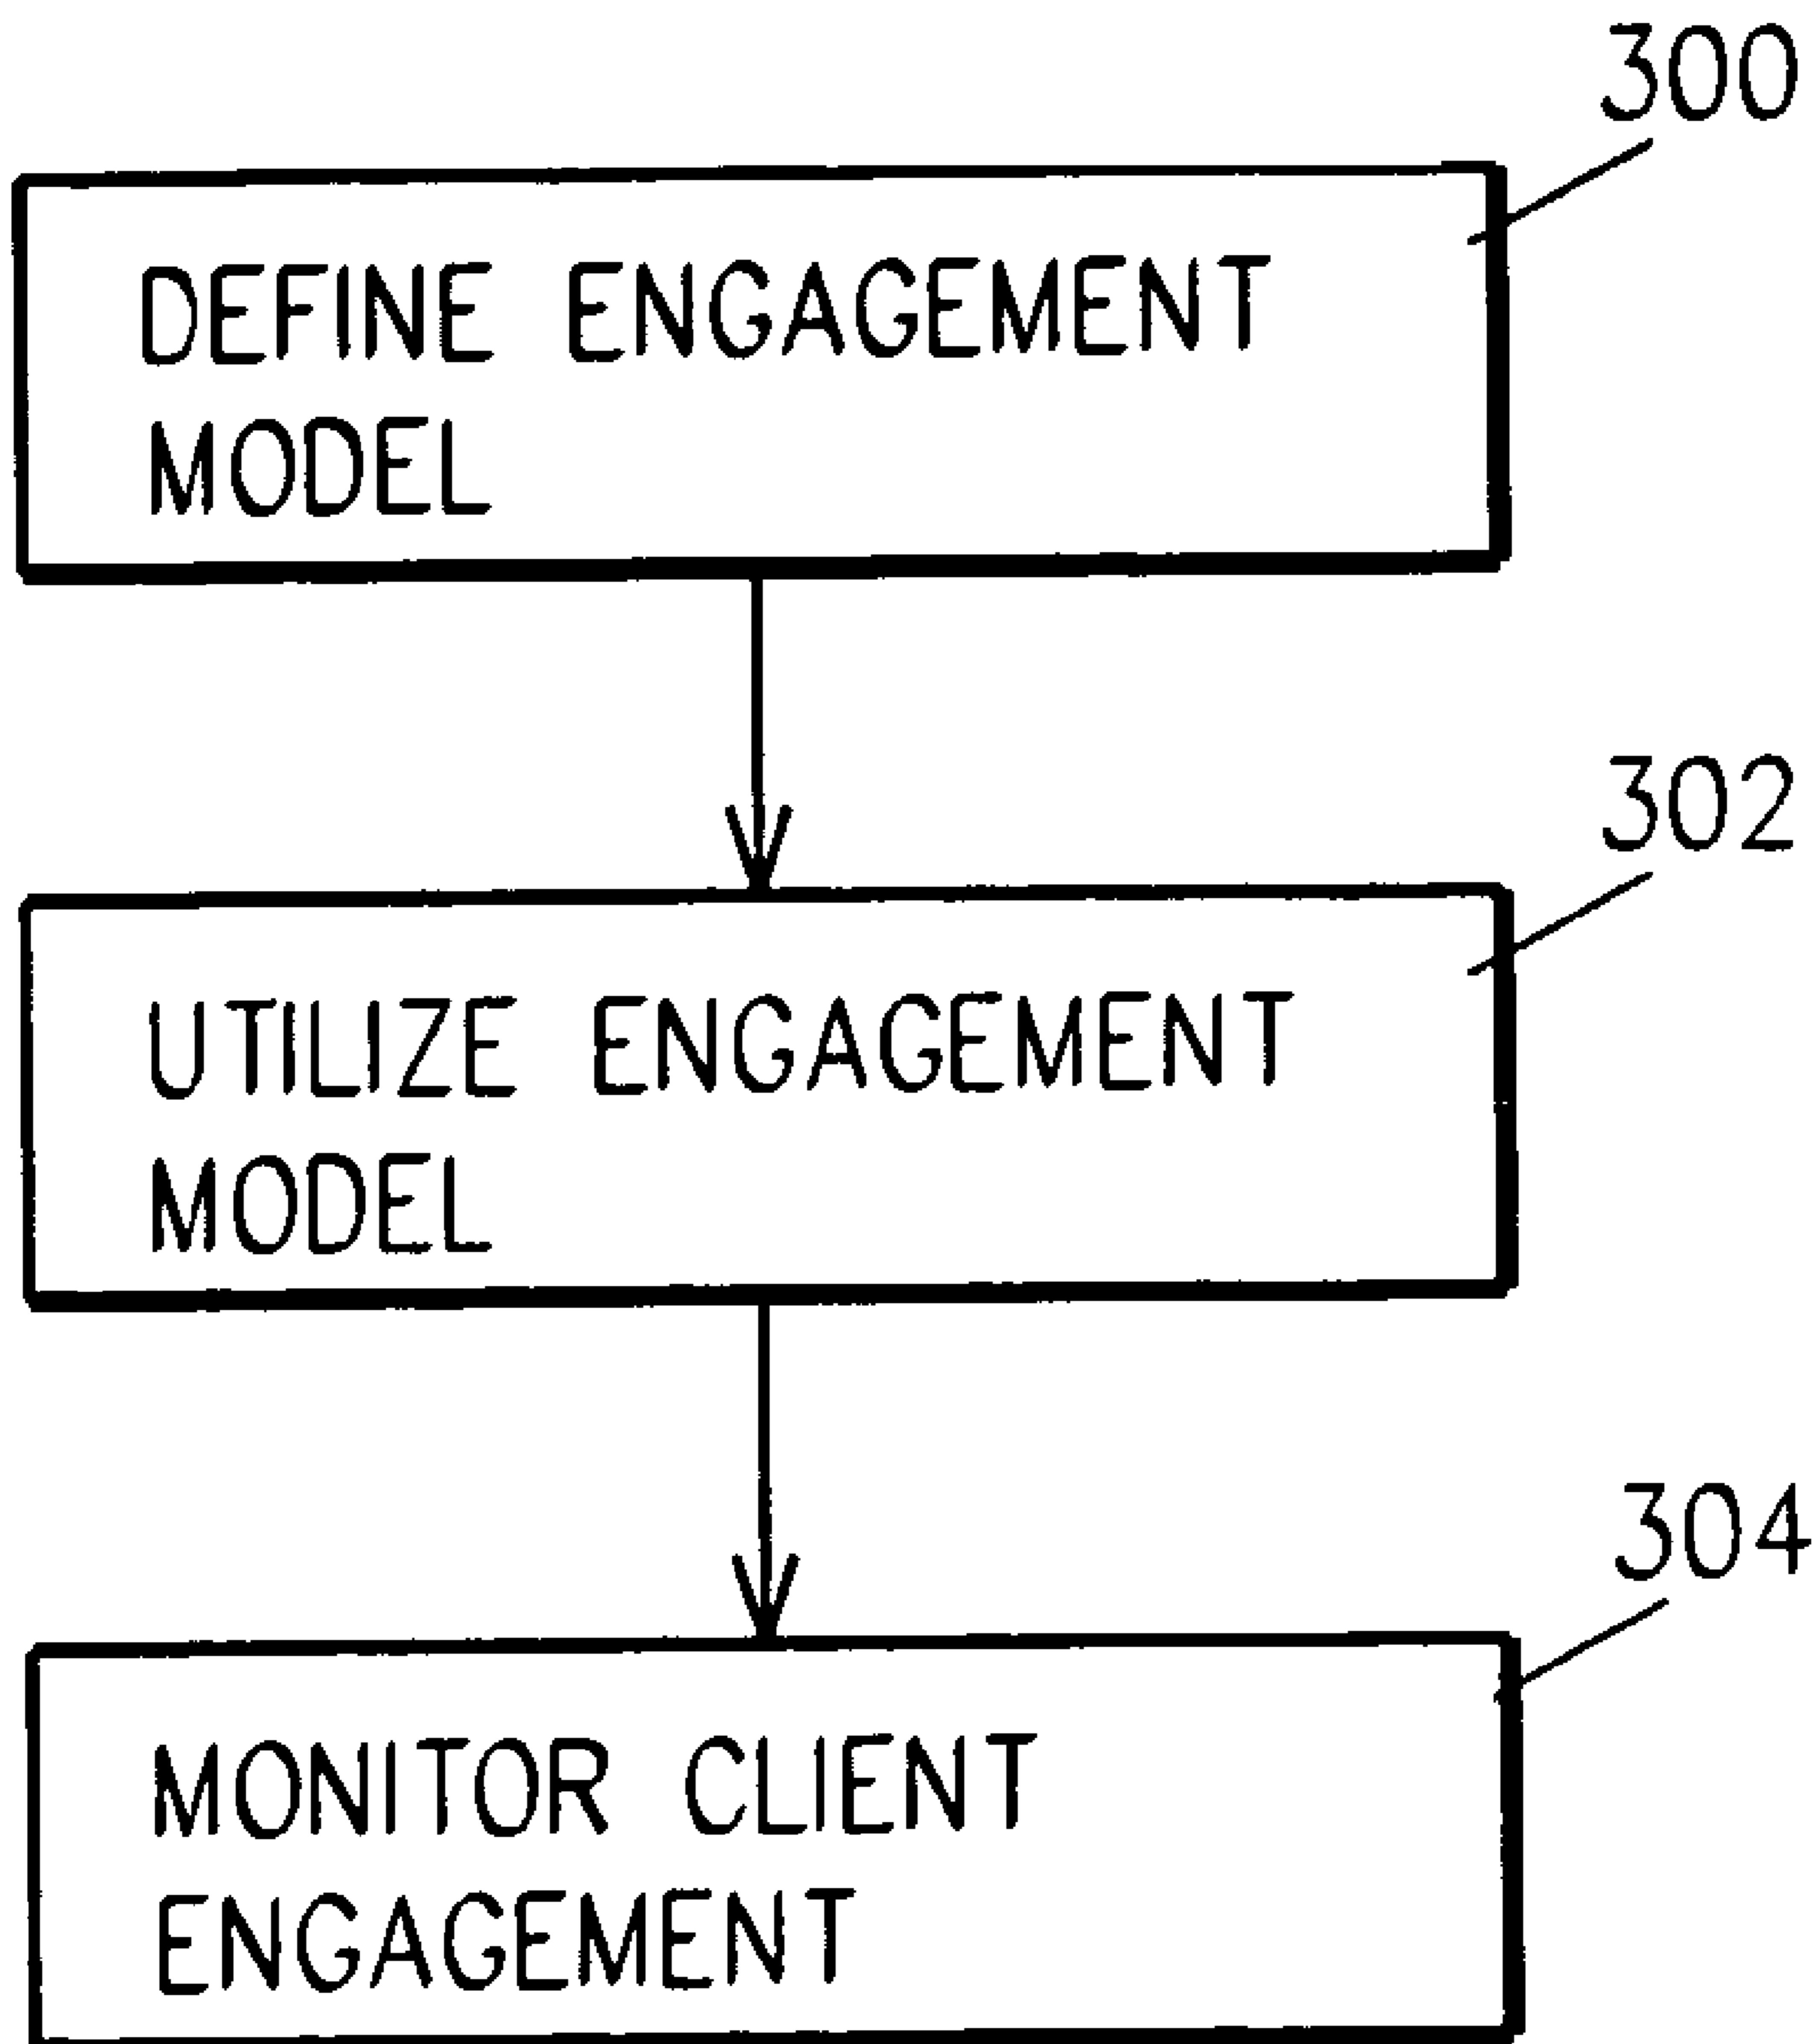 300
DEFINE ENGAGEMENT
MODEL
302
UTILIZE ENGAGEMENT
MODEL
304
MONITOR CLIENT
ENGAGEMENT